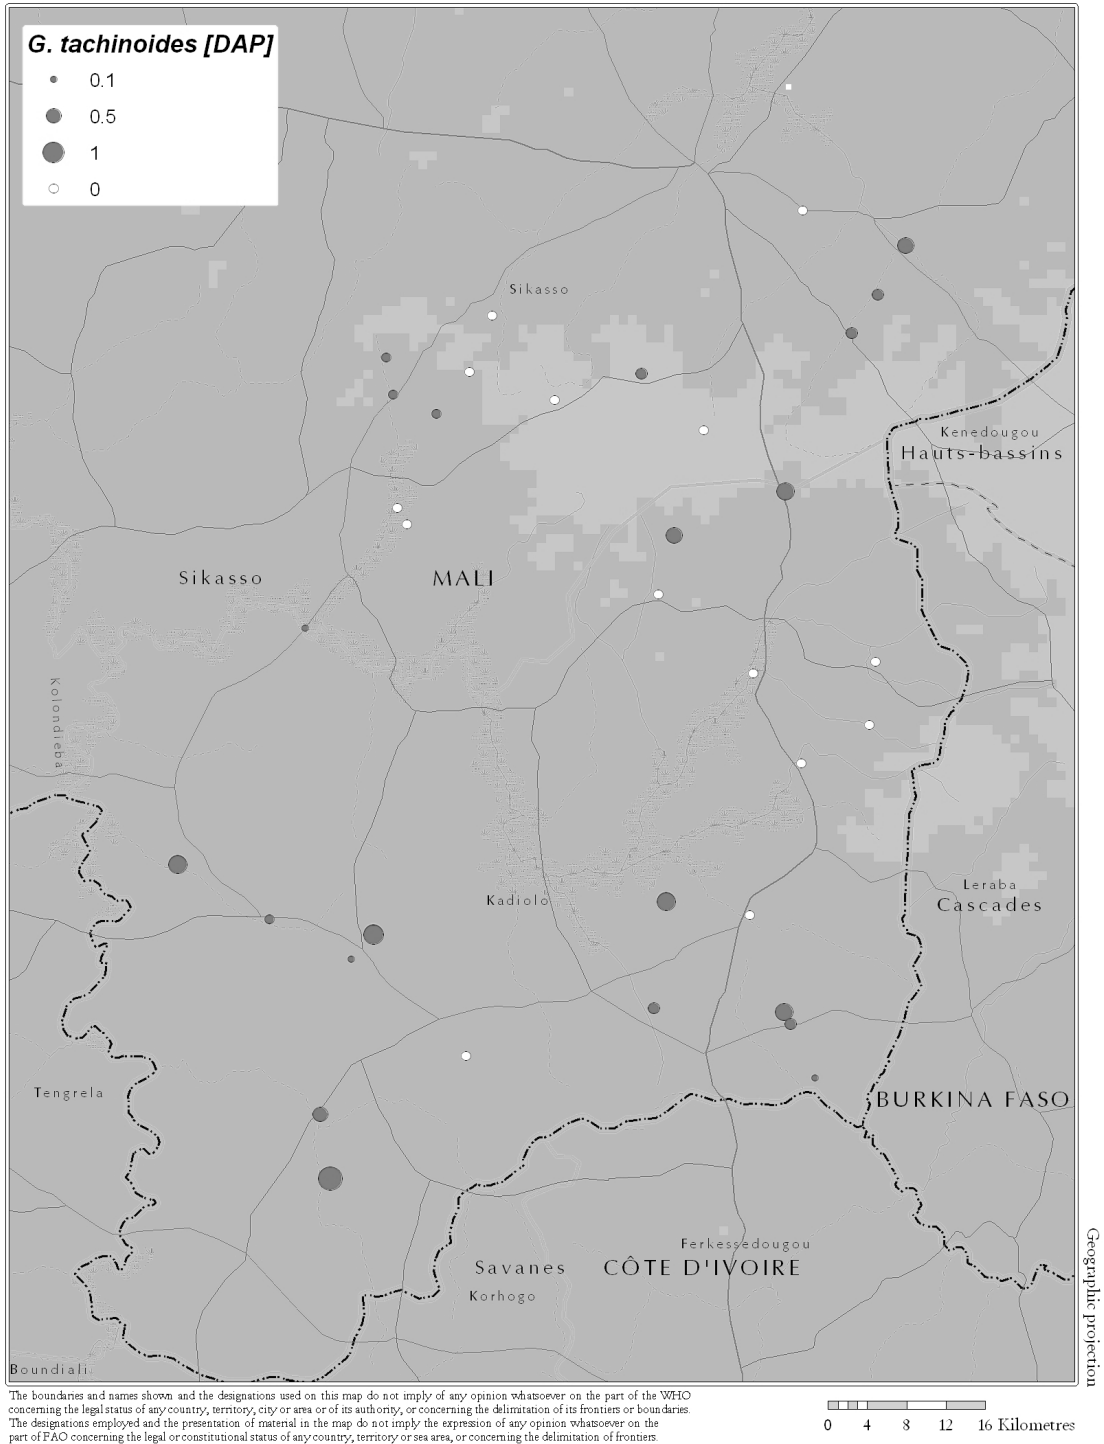 G. tachinoides [DAP]
0.1
0.5
1
0
Sikasso
Kenedougou
Hauts-bassins
Sikasso
MALI
Kolondieba
Leraba
Cascades
Kadiolo
Tengrela
BURKINA FASO
Ferkessedougou
Savanes
CÔTE D'IVOIRE
Korhogo
Boundiali
Geographic projection
The boundaries and names shown and the designations used on this map do not imply of any opinion whatsoever on the part of the WHO
concerning the legal status of any country, territory, city or area or of its authority, or concerning the delimitation of its frontiers or boundaries.
The designations employed and the presentation of material in the map do not imply the expression of any opinion whatsoever on the
part of FAO concerning the legal or constitutional status of any country, territory or sea area, or concerning the delimitation of frontiers.
0 4 8 12 16 Kilometres